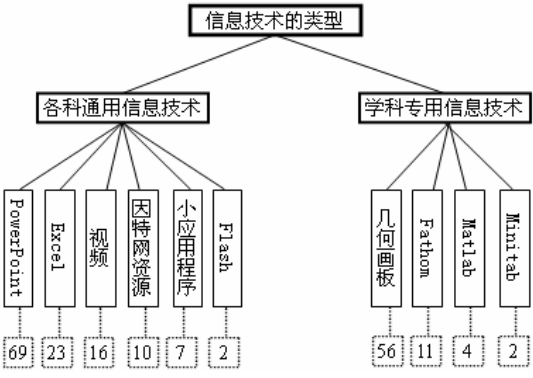 信息技术的类型
各科通用信息技术
学科专用信息技术
PowerPoint
Excel
视频
因特网资源
小应用程序
Flash
几何画板
Fathom
Matlab
Minitab
69
23
16
10
7
2
56
11
4
2